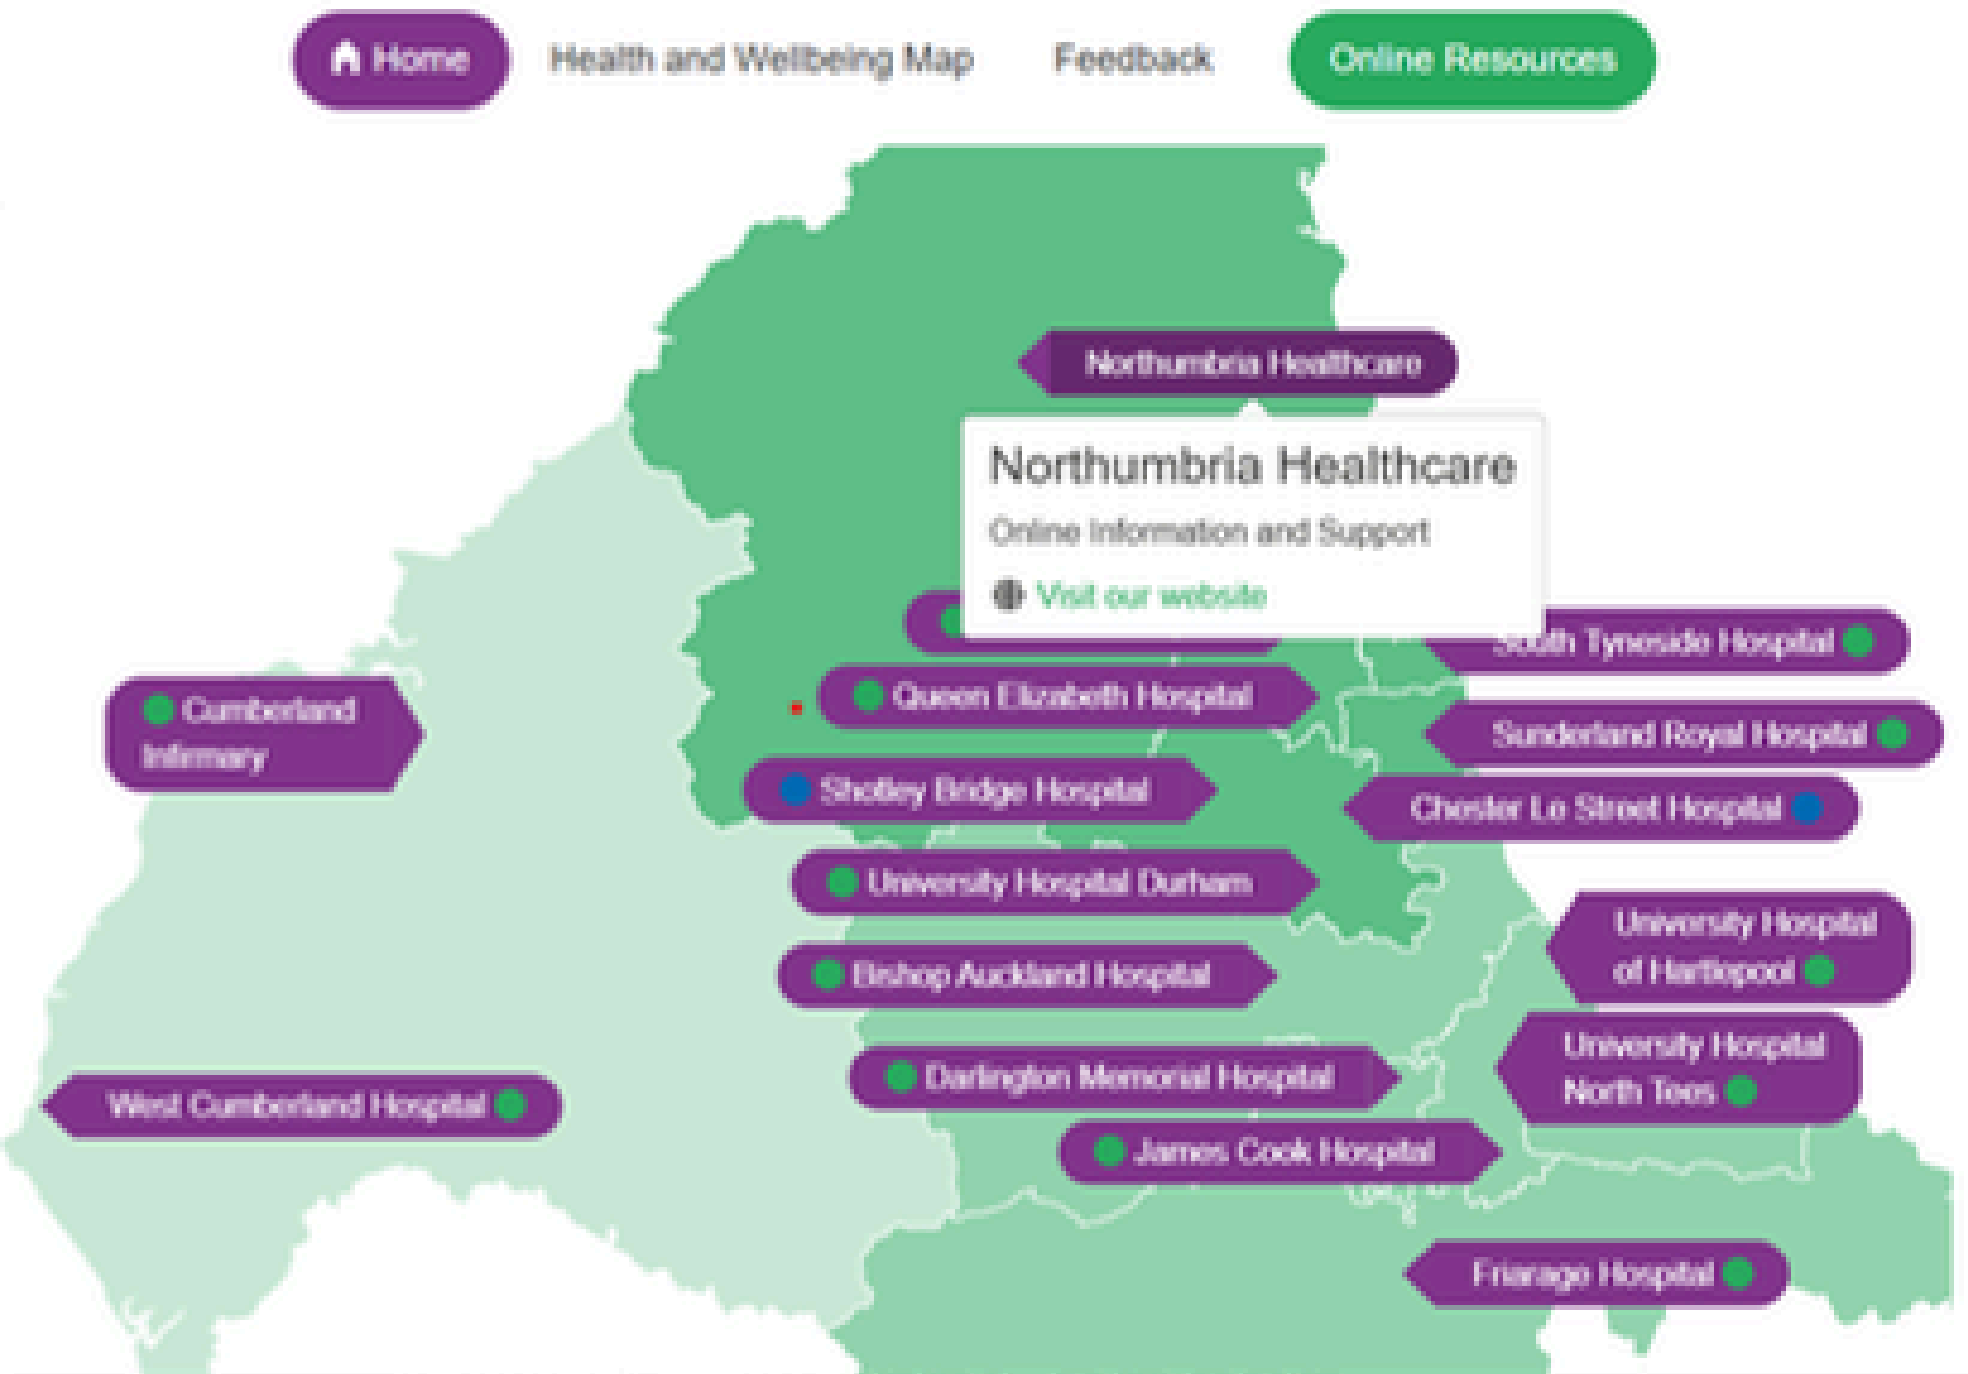 Home
Health and Wellbeing Map
Feedback
Online Resources
Northumbria Healthcare
Northumbria Healthcare
Online Information and Support
Visit our website
South Tyneside Hospital
Queen Elizabeth Hospital
Cumberland
Infirmary
Sunderland Royal Hospital
Shotley Bridge Hospital
Chester Le Street Hospital
University Hospital Durham
University Hospital
of Hartlepool
Bishop Auckland Hospital
University Hospital
North Tees
Darlington Memorial Hospital
West Cumberland Hospital
James Cook Hospital
Friarage Hospital